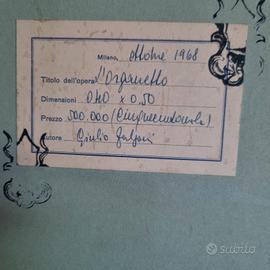 Milano, ottobre 1968
Titolo dell'opera L'Organetto
Dimensioni 0,40 x 0,50
Prezzo 500.000 (Cinquecentomila)
Autore Giulio
subito